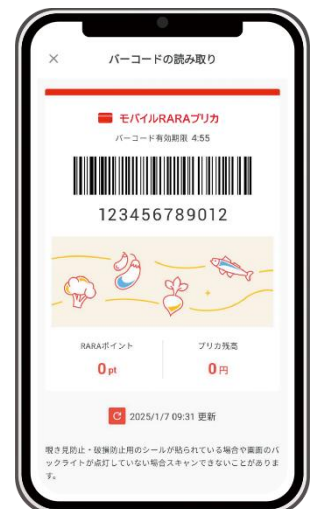 × バーコードの読み取り
モバイルRARAプリカ
バーコード有効期限 4:55
123456789012
RARAポイント プリカ残高
0 pt 0 円
2025/1/7 09:31 更新
覗き見防止・破損防止用のシールが貼られている場合や画面のバ
ックライトが点灯していない場合スキャンできないことがありま
す。